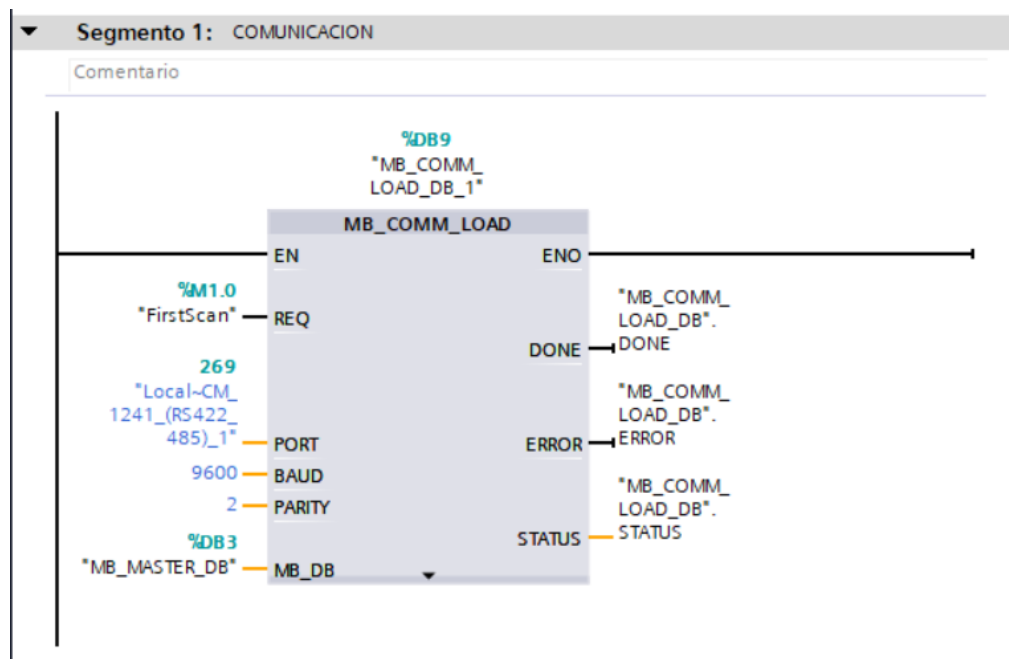 Segmento 1: COMUNICACION
Comentario
%DB9
"MB_COMM_
LOAD_DB_1"
MB_COMM_LOAD
EN
ENO
%M1.0
"FirstScan"
REQ
269
"Local~CM_
1241_(RS422_
485)_1"
PORT
9600
BAUD
2
PARITY
%DB3
"MB_MASTER_DB"
MB_DB
DONE
"MB_COMM_
LOAD_DB".
DONE
ERROR
"MB_COMM_
LOAD_DB".
ERROR
STATUS
"MB_COMM_
LOAD_DB".
STATUS